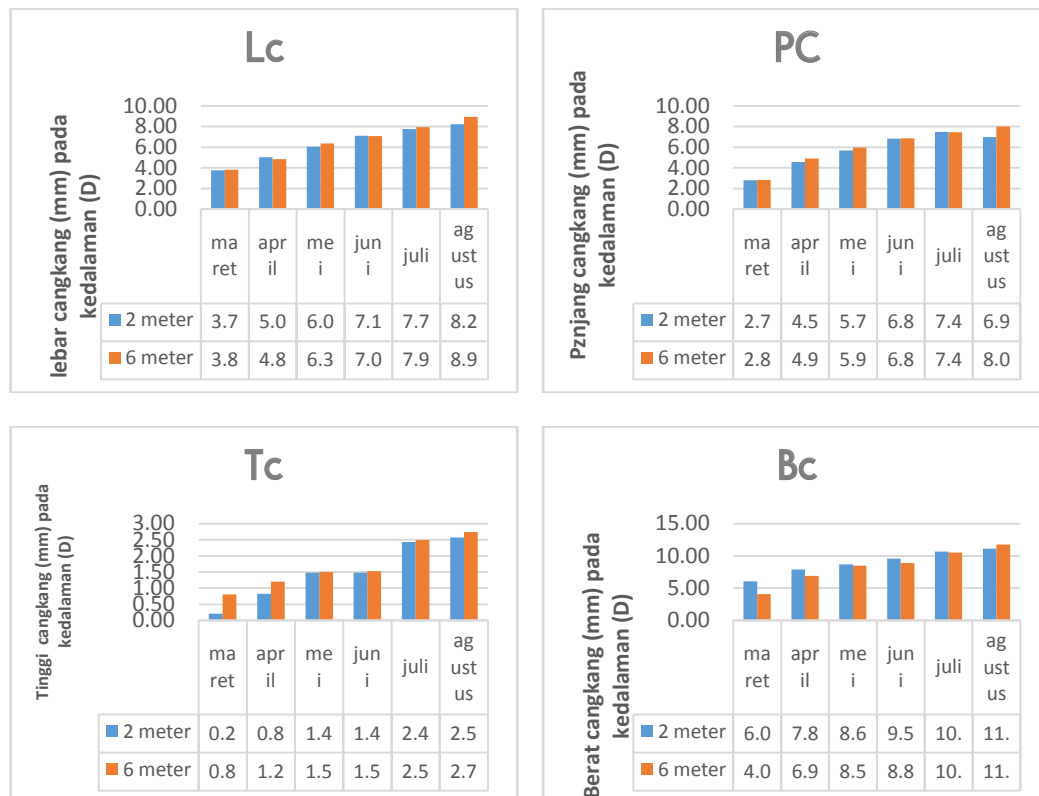 Lc
lebar cangkang (mm) pada
kedalaman (D)
10.00
8.00
6.00
4.00
2.00
0.00
ma
ret
apr
il
me
i
jun
i
juli
ag
ust
us
2 meter 3.7 5.0 6.0 7.1 7.7 8.2
6 meter 3.8 4.8 6.3 7.0 7.9 8.9
PC
Pznjang cangkang (mm) pada
kedalaman (D)
10.00
8.00
6.00
4.00
2.00
0.00
ma
ret
apr
il
me
i
jun
i
juli
ag
ust
us
2 meter 2.7 4.5 5.7 6.8 7.4 6.9
6 meter 2.8 4.9 5.9 6.8 7.4 8.0
Tc
Tinggi cangkang (mm) pada
kedalaman (D)
3.00
2.50
2.00
1.50
1.00
0.50
0.00
ma
ret
apr
il
me
i
jun
i
juli
ag
ust
us
2 meter 0.2 0.8 1.4 1.4 2.4 2.5
6 meter 0.8 1.2 1.5 1.5 2.5 2.7
Bc
Berat cangkang (mm) pada
kedalaman (D)
15.00
10.00
5.00
0.00
ma
ret
apr
il
me
i
jun
i
juli
ag
ust
us
2 meter 6.0 7.8 8.6 9.5 10. 11.
6 meter 4.0 6.9 8.5 8.8 10. 11.